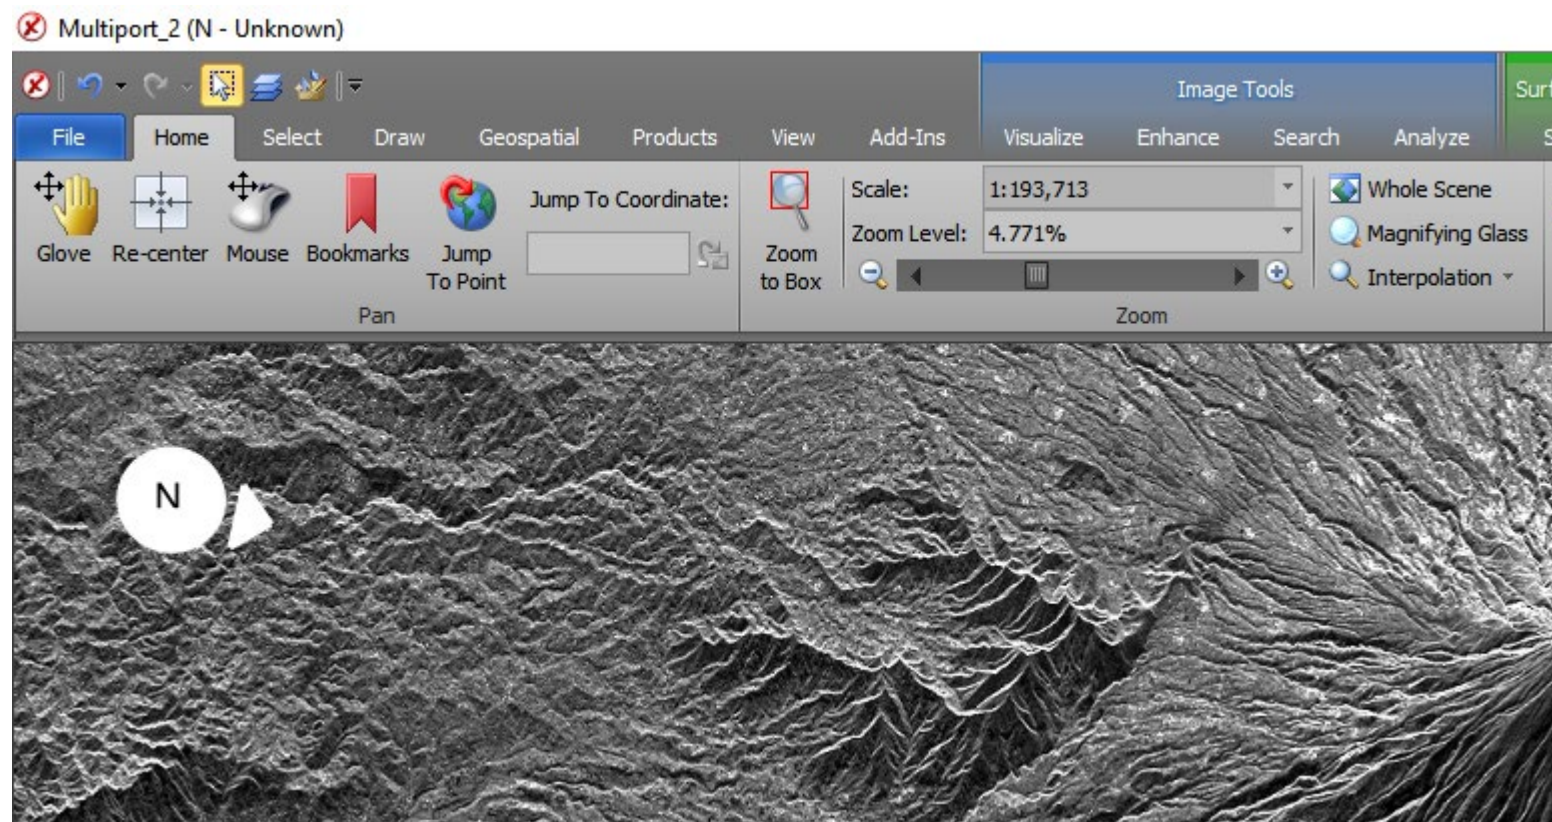 Multiport_2 (N - Unknown)
Image Tools
File Home Select Draw Geospatial Products View Add-Ins Visualize Enhance Search Analyze
Glove
Re-center
Mouse
Bookmarks
Jump
To Point
Jump To Coordinate:
Pan
Zoom
to Box
Scale: 1:193,713
Zoom Level: 4.771%
Whole Scene
Magnifying Glass
Interpolation
Zoom
N